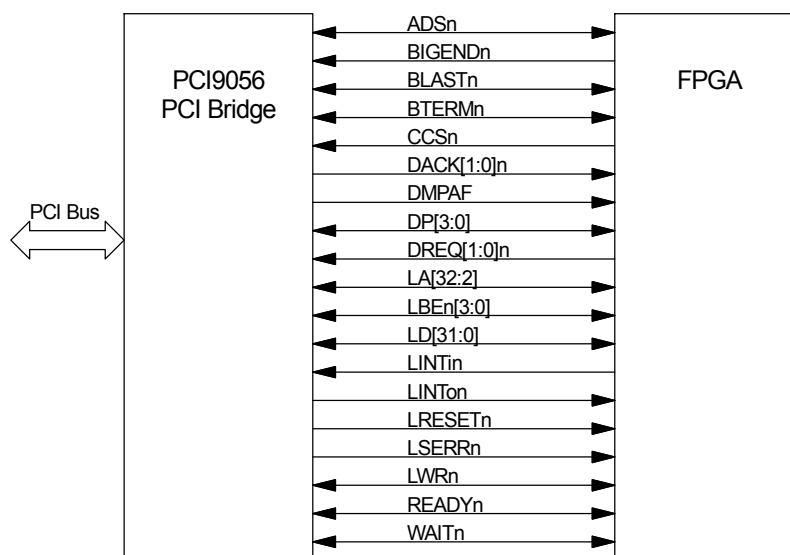 PCI9056
PCI Bridge
PCI Bus
ADSn
BIGENDn
BLASTn
BTERMn
CCSn
DACK[1:0]n
DMPAF
DP[3:0]
DREQ[1:0]n
LA[32:2]
LBEn[3:0]
LD[31:0]
LINTin
LINTon
LRESETn
LSERRn
LWRn
READYn
WAITn
FPGA